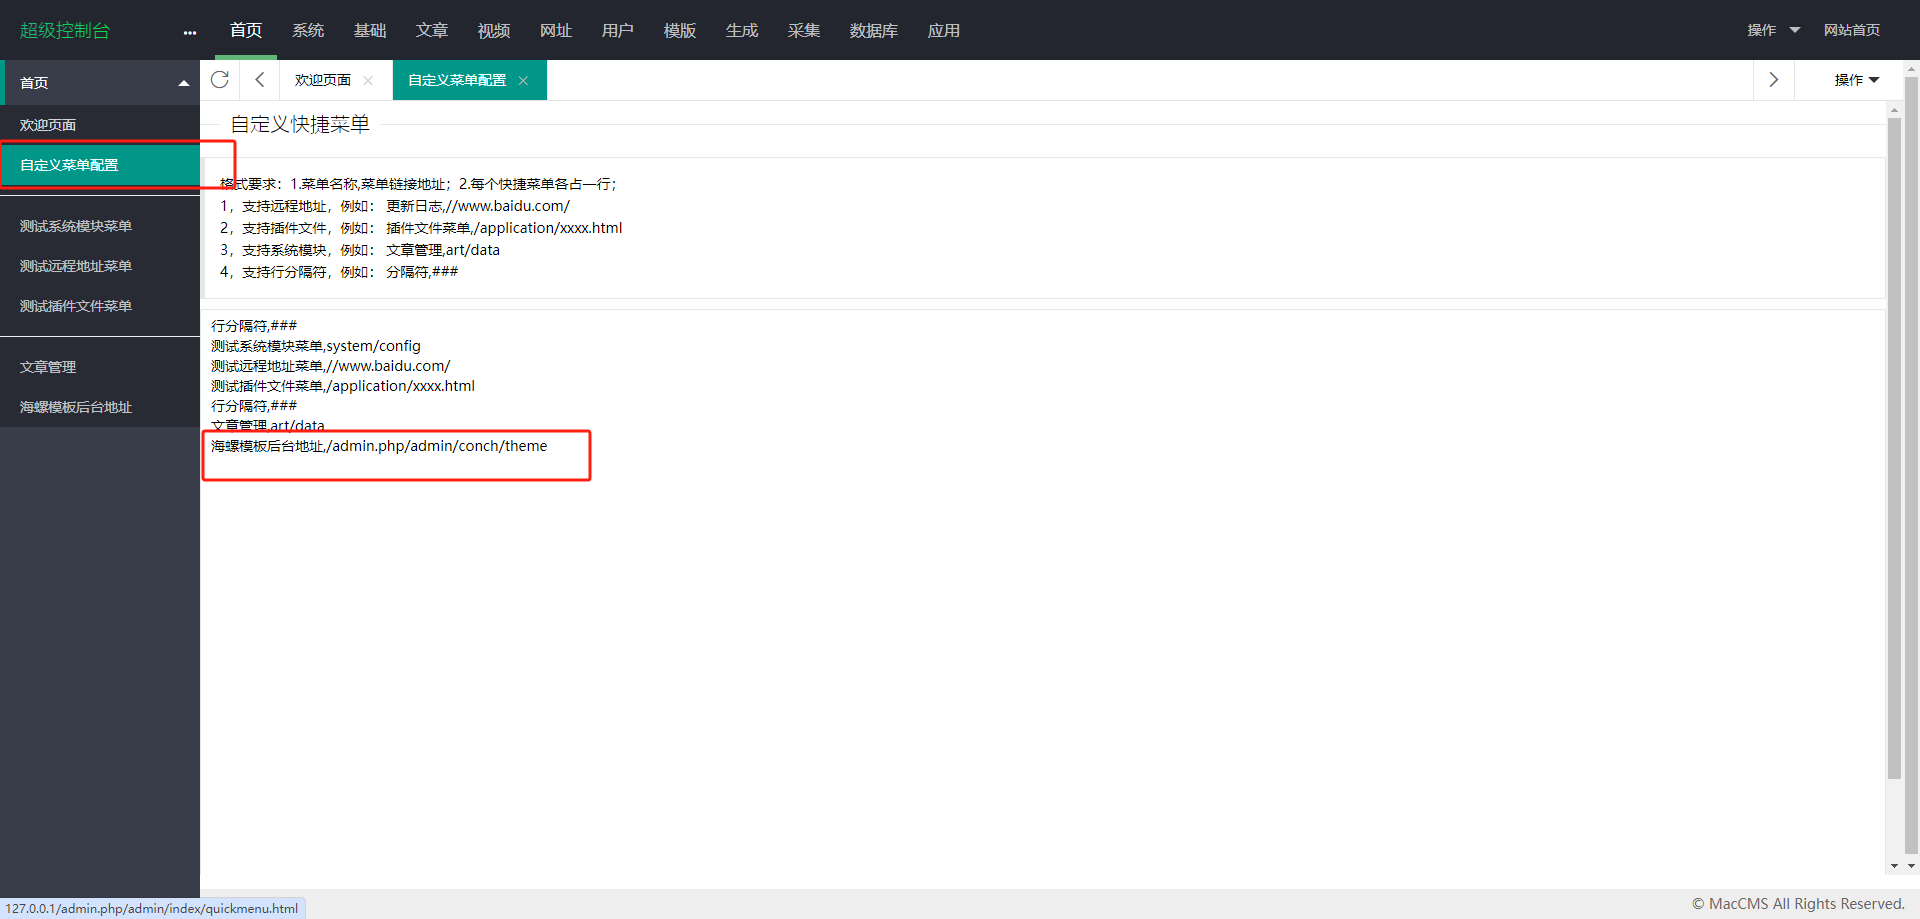 超级控制台 ... 首页 系统 基础 文章 视频 网址 用户 模版 生成 采集 数据库 应用 操作 网站首页
首页
欢迎页面 自定义菜单配置 操作
欢迎页面
自定义菜单配置
测试系统模块菜单
测试远程地址菜单
测试插件文件菜单
文章管理
海螺模板后台地址
自定义快捷菜单
格式要求：1.菜单名称,菜单链接地址；2.每个快捷菜单各占一行；
1，支持远程地址，例如： 更新日志,//www.baidu.com/
2，支持插件文件，例如： 插件文件菜单,/application/xxxx.html
3，支持系统模块，例如： 文章管理,art/data
4，支持行分隔符，例如： 分隔符,###
行分隔符,###
测试系统模块菜单,system/config
测试远程地址菜单,//www.baidu.com/
测试插件文件菜单,/application/xxxx.html
行分隔符,###
文章管理,art/data
海螺模板后台地址,/admin.php/admin/conch/theme
127.0.0.1/admin.php/admin/index/quickmenu.html
© MacCMS All Rights Reserved.